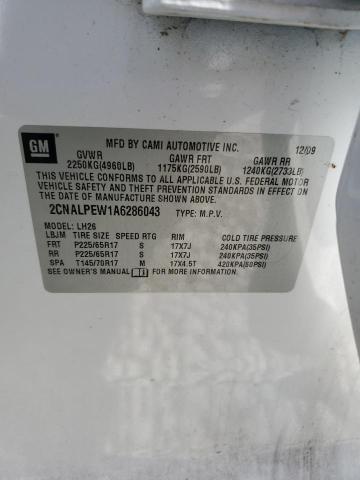 GM
MFD BY CAMI AUTOMOTIVE INC. 12/09
GVWR GAWR FRT GAWR RR
2250KG(4960LB) 1175KG(2590LB) 1240KG(2733LB)
THIS VEHICLE CONFORMS TO ALL APPLICABLE U.S. FEDERAL MOTOR
VEHICLE SAFETY, BUMPER, AND THEFT PREVENTION STANDARDS
IN EFFECT ON THE DATE OF MANUFACTURE SHOWN ABOVE.
2CNALPEW1A6286043 TYPE: M.P.V.
MODEL: LH26
LBJM TIRE SIZE SPEED RTG RIM COLD TIRE PRESSURE
FRT P225/65R17 S 17X7J 240KPA(35PSI)
RR P225/65R17 S 17X7J 240KPA(35PSI)
SPA T145/70R17 M 17X4.5T 420KPA(60PSI)
SEE OWNER'S MANUAL FOR MORE INFORMATION.